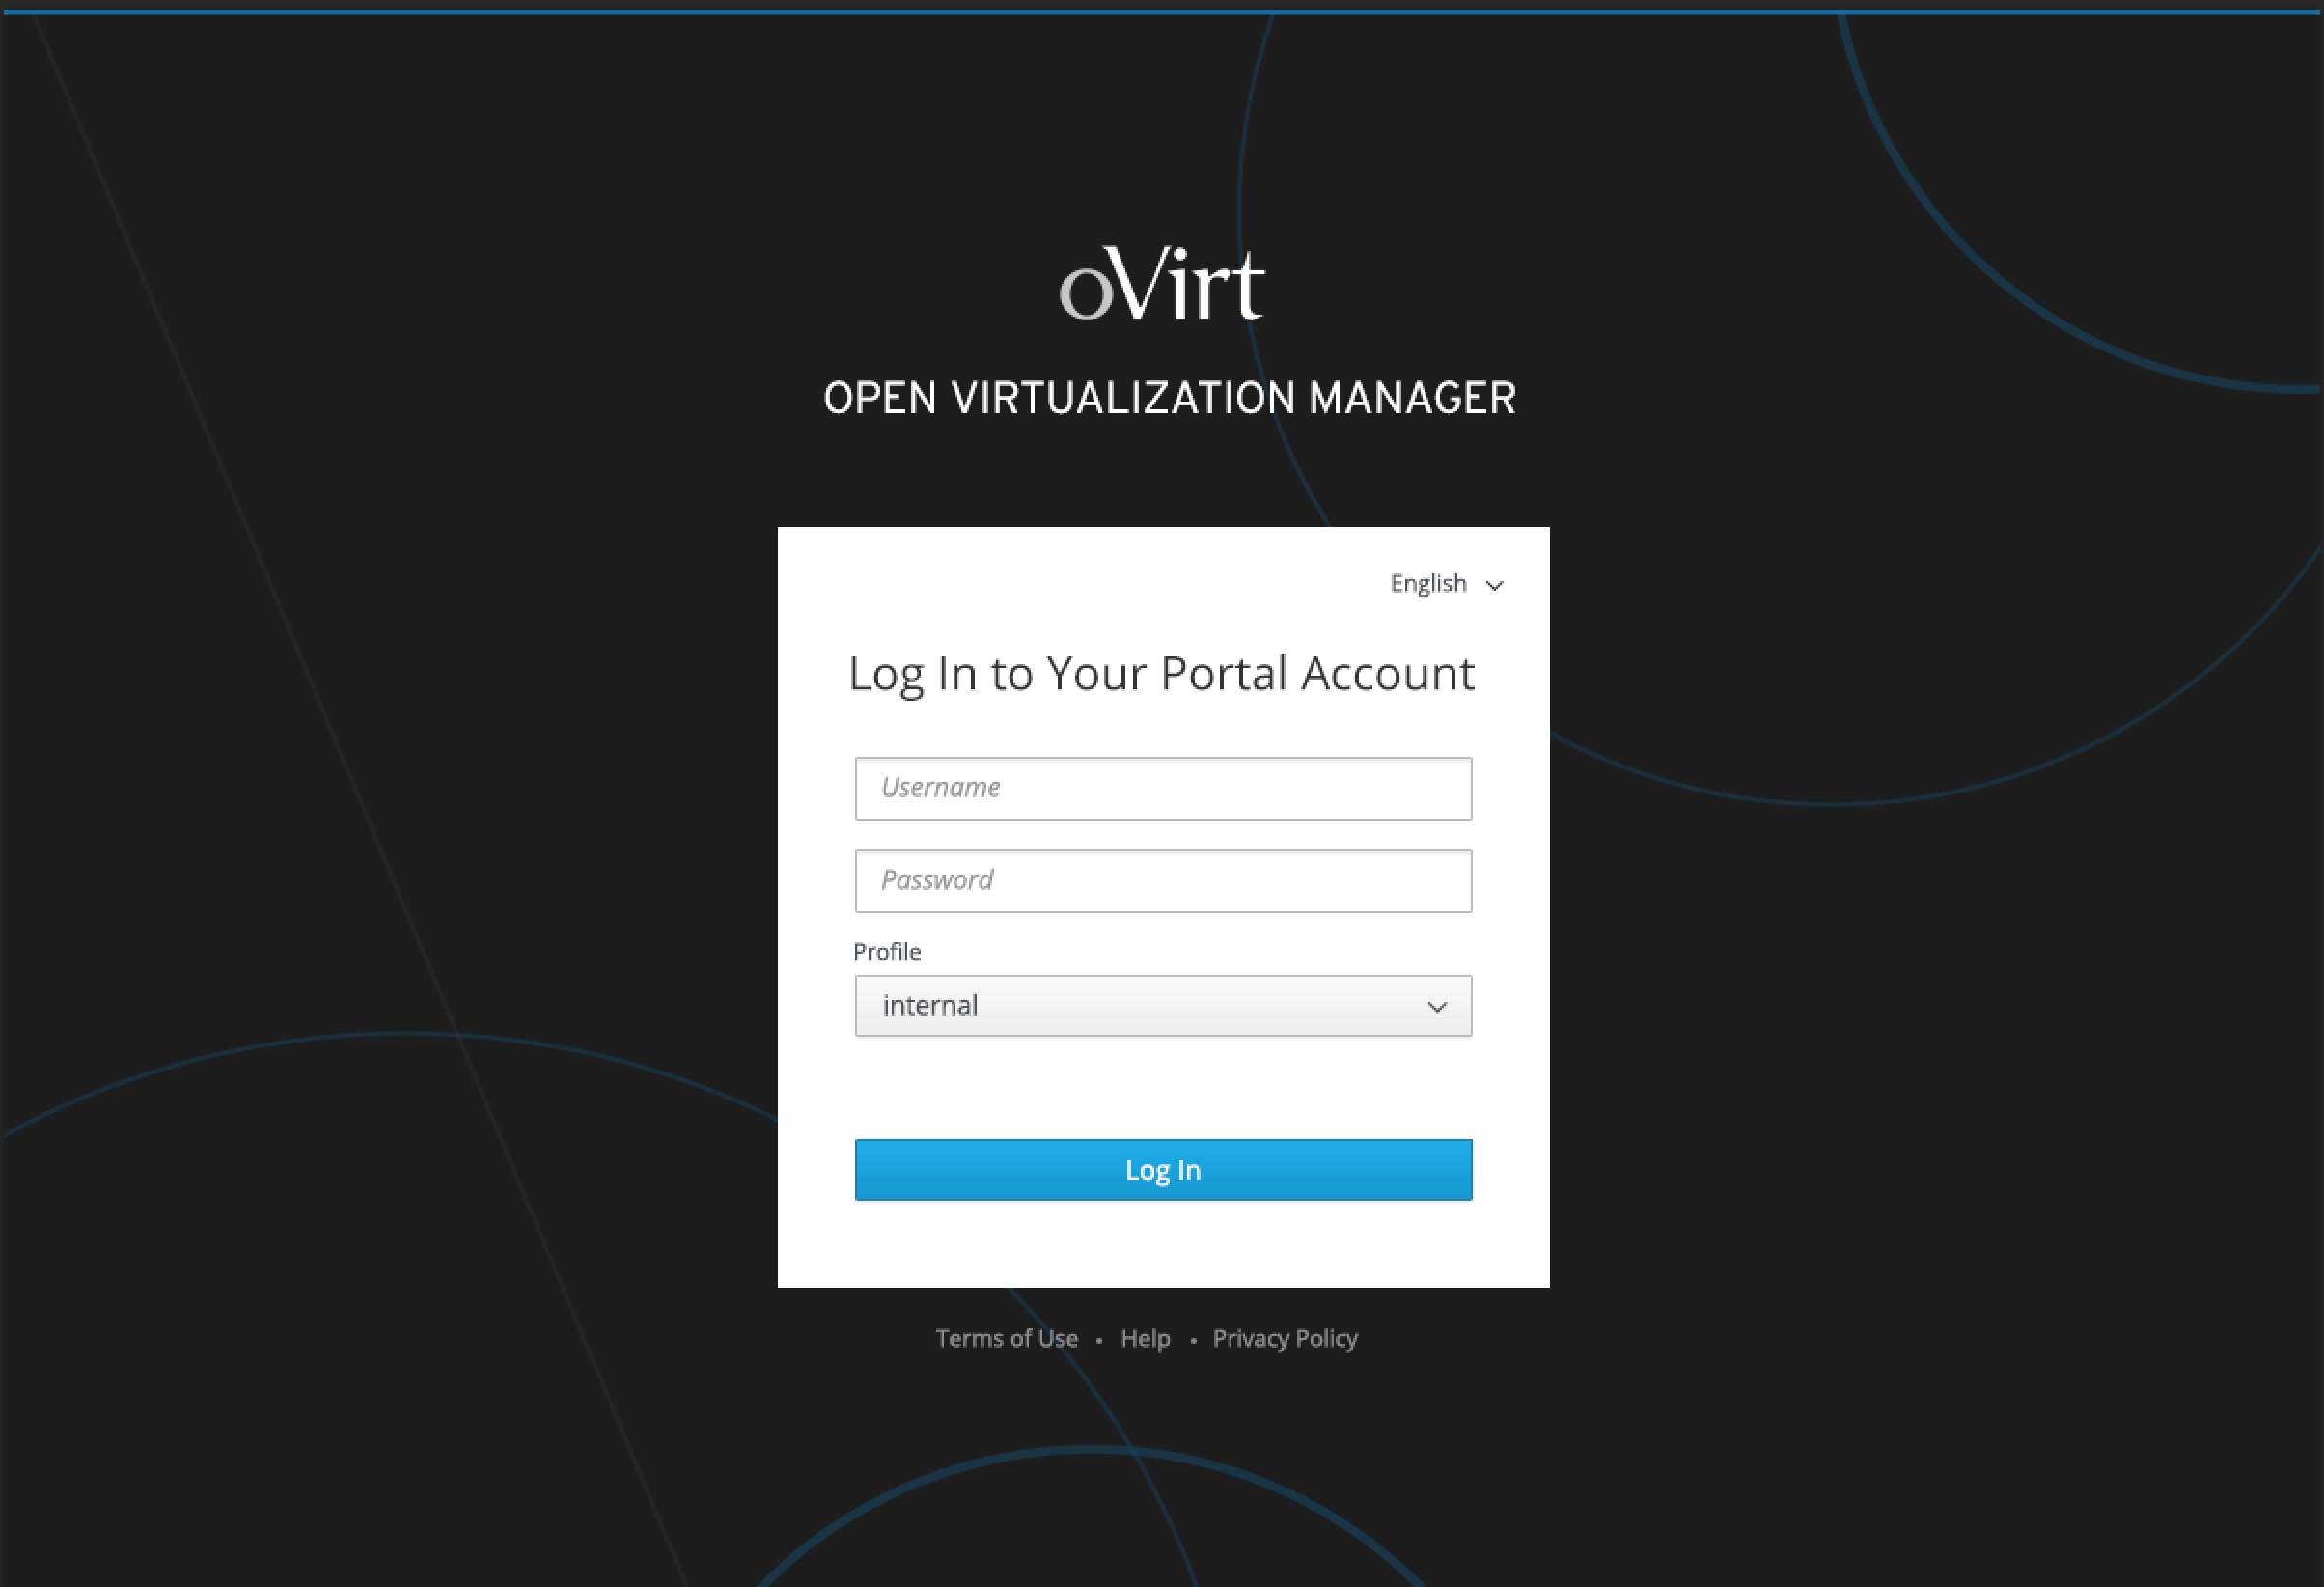 oVirt
OPEN VIRTUALIZATION MANAGER
English
Log In to Your Portal Account
Username
Password
Profile
internal
Log In
Terms of Use • Help • Privacy Policy